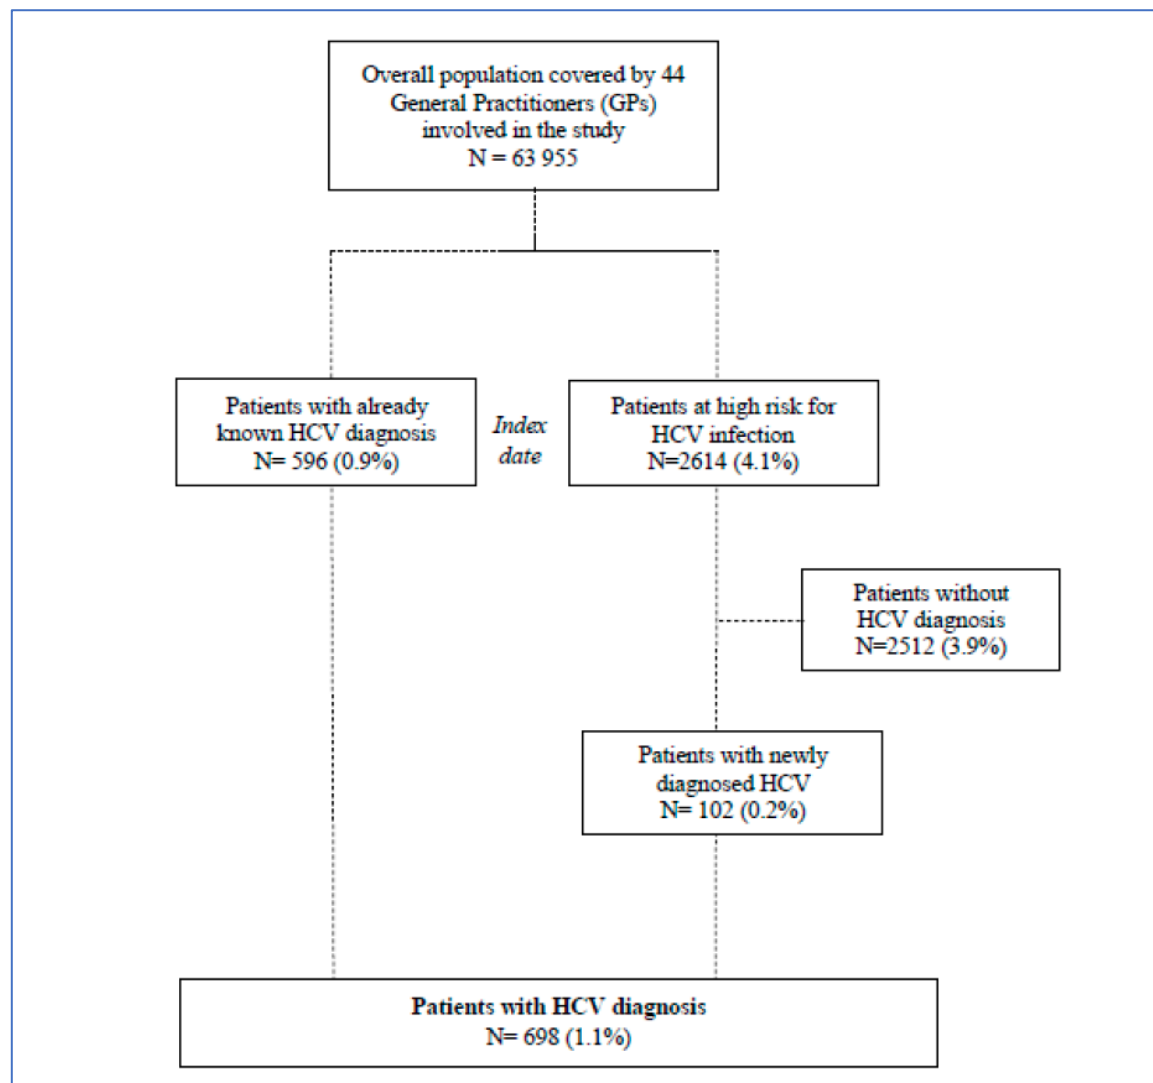 Overall population covered by 44
General Practitioners (GPs)
involved in the study
N = 63 955
Patients with already
known HCV diagnosis
N= 596 (0.9%)
Index
date
Patients at high risk for
HCV infection
N=2614 (4.1%)
Patients without
HCV diagnosis
N=2512 (3.9%)
Patients with newly
diagnosed HCV
N= 102 (0.2%)
Patients with HCV diagnosis
N= 698 (1.1%)